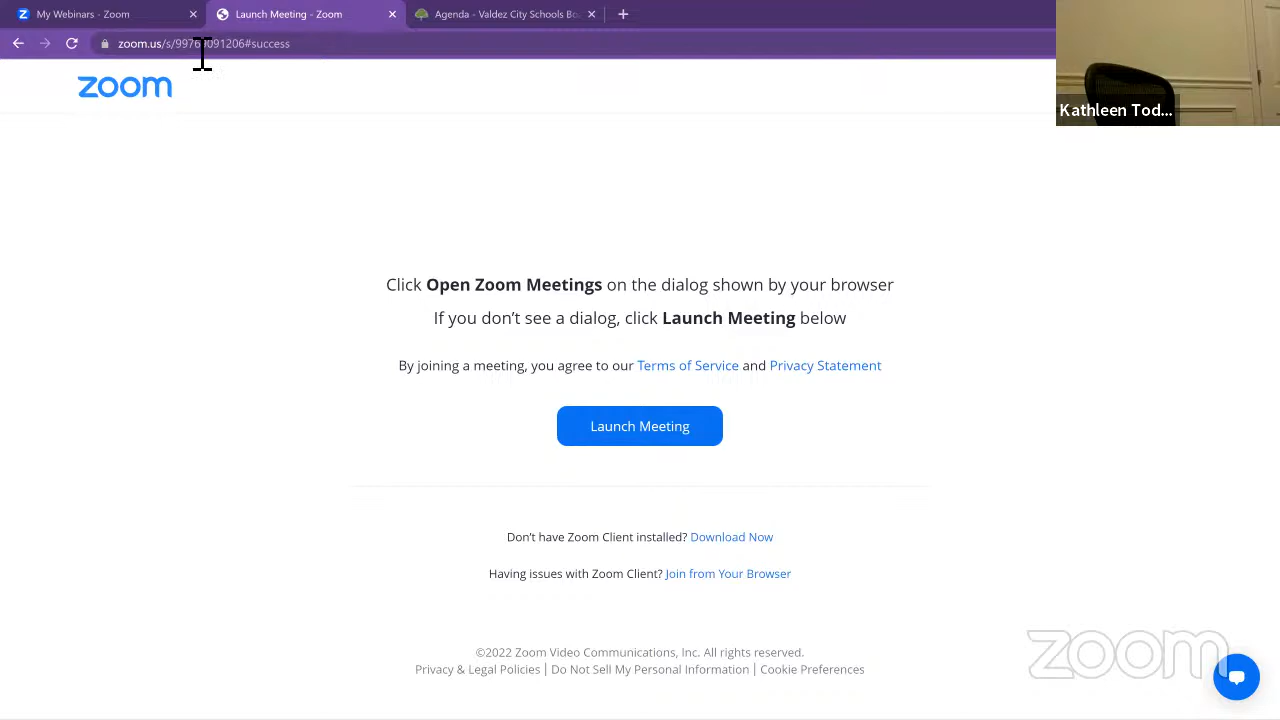 My Webinars - Zoom
Launch Meeting - Zoom
Agenda - Valdez City Schools Bo
zoom.us/s/99769091206#success
zoom
Kathleen Tod...
Click Open Zoom Meetings on the dialog shown by your browser
If you don't see a dialog, click Launch Meeting below
By joining a meeting, you agree to our Terms of Service and Privacy Statement
Launch Meeting
Don't have Zoom Client installed? Download Now
Having issues with Zoom Client? Join from Your Browser
©2022 Zoom Video Communications, Inc. All rights reserved.
Privacy & Legal Policies | Do Not Sell My Personal Information | Cookie Preferences
zoom